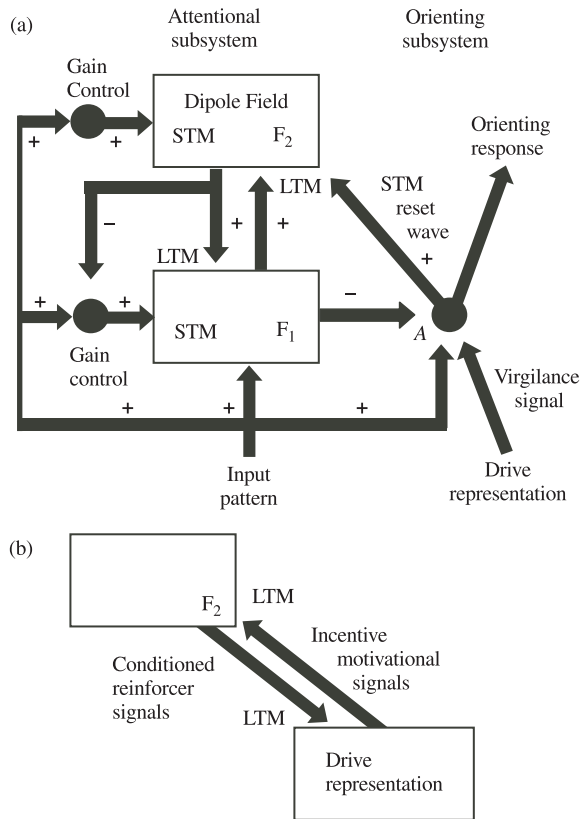 (a)
Attentional
subsystem
Orienting
subsystem
Gain
Control
Dipole Field
STM F₂
Orienting
response
+ +
LTM
STM
reset
wave
+
−
+ +
LTM
+ +
STM F₁
−
A
Gain
control
Virgilance
signal
+ + +
Input
pattern
Drive
representation
(b)
F₂
LTM
Incentive
motivational
signals
Conditioned
reinforcer
signals
LTM
Drive
representation